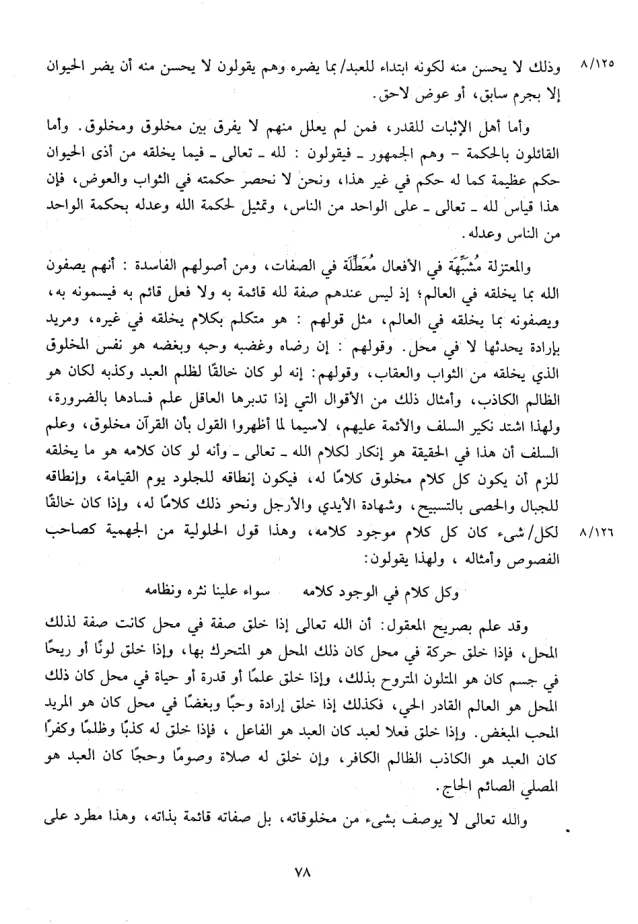 وذلك لا يحسن منه لكونه ابتداء للعبد/بما يضره وهم يقولون لا يحسن منه أن يضر الحيوان ٨/١٢٥
إلا بجرم سابق، أو عوض لاحق.
وأما أهل الإثبات للقدر، فمن لم يعلل منهم لا يفرق بين مخلوق ومخلوق. وأما
القائلون بالحكمة – وهم الجمهور – فيقولون : لله – تعالى – فيما يخلقه من أذى الحيوان
حكم عظيمة كما له حكم في غير هذا، ونحن لا نحصر حكمته في الثواب والعوض، فإن
هذا قياس لله – تعالى – على الواحد من الناس، وتمثيل لحكمة الله وعدله بحكمة الواحد
من الناس وعدله.
والمعتزلة مُشَبِّهَة في الأفعال مُعَطِّلَة في الصفات، ومن أصولهم الفاسدة : أنهم يصفون
الله بما يخلقه في العالم؛ إذ ليس عندهم صفة لله قائمة به ولا فعل قائم به فيسمونه به،
ويصفونه بما يخلقه في العالم، مثل قولهم : هو متكلم بكلام يخلقه في غيره، ومريد
بإرادة يحدثها لا في محل. وقولهم : إن رضاه وغضبه وحبه وبغضه هو نفس المخلوق
الذي يخلقه من الثواب والعقاب، وقولهم: إنه لو كان خالقًا لظلم العبد وكذبه لكان هو
الظالم الكاذب، وأمثال ذلك من الأقوال التي إذا تدبرها العاقل علم فسادها بالضرورة،
ولهذا اشتد نكير السلف والأئمة عليهم، لاسيما لما أظهروا القول بأن القرآن مخلوق، وعلم
السلف أن هذا في الحقيقة هو إنكار لكلام الله – تعالى – وأنه لو كان كلامه هو ما يخلقه
للزم أن يكون كل كلام مخلوق كلامًا له، فيكون إنطاقه للجلود يوم القيامة، وإنطاقه
للجبال والحصى بالتسبيح، وشهادة الأيدي والأرجل ونحو ذلك كلامًا له، وإذا كان خالقًا
لكل/شيء كان كل كلام موجود كلامه، وهذا قول الحلولية من الجهمية كصاحب ٨/١٢٦
الفصوص وأمثاله ، ولهذا يقولون:
وكل كلام في الوجود كلامه سواء علينا نثره ونظامه
وقد علم بصريح المعقول: أن الله تعالى إذا خلق صفة في محل كانت صفة لذلك
المحل، فإذا خلق حركة في محل كان ذلك المحل هو المتحرك بها، وإذا خلق لونًا أو ريحًا
في جسم كان هو المتلون المتروح بذلك، وإذا خلق علمًا أو قدرة أو حياة في محل كان ذلك
المحل هو العالم القادر الحي، فكذلك إذا خلق إرادة وحبًا وبغضًا في محل كان هو المريد
المحب المبغض. وإذا خلق فعلا لعبد كان العبد هو الفاعل ، فإذا خلق له كذبًا وظلمًا وكفرًا
كان العبد هو الكاذب الظالم الكافر، وإن خلق له صلاة وصومًا وحجًا كان العبد هو
المصلي الصائم الحاج.
والله تعالى لا يوصف بشيء من مخلوقاته، بل صفاته قائمة بذاته، وهذا مطرد على
٧٨